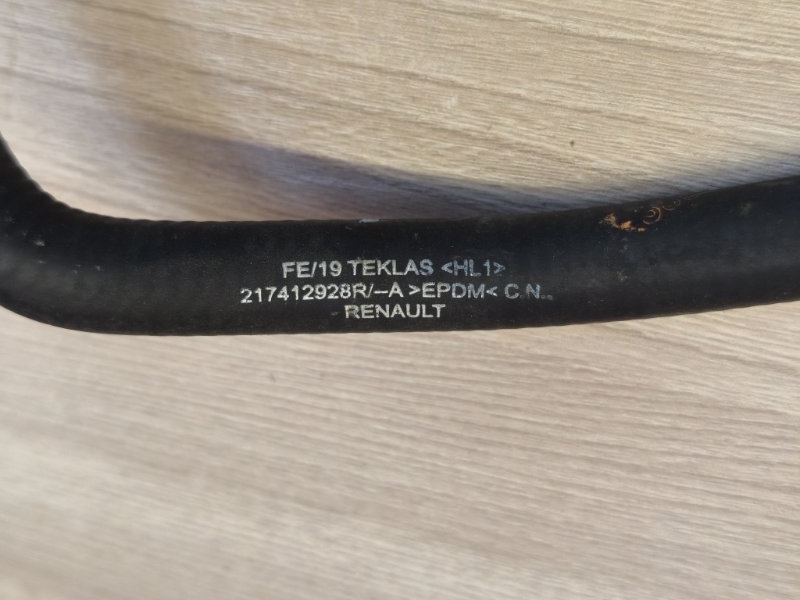 FE/19 TEKLAS <HL1>
217412928R/--A >EPDM< C.N..
RENAULT